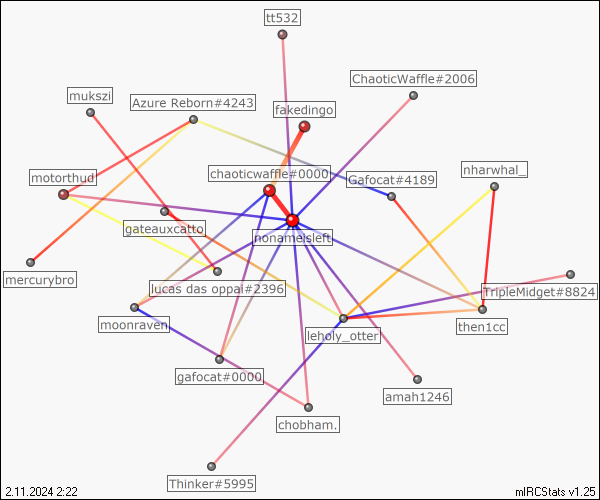 tt532
ChaoticWaffle#2006
mukszi
Azure Reborn#4243
fakedingo
nharwhal_
motorthud
chaoticwaffle#0000
Gafocat#4189
gateauxcatto
nonameisleft
mercurybro
lucas das oppai#2396
TripleMidget#8824
moonraven
leholy_otter
then1cc
gafocat#0000
amah1246
chobham.
Thinker#5995
2.11.2024 2:22
mIRCStats v1.25